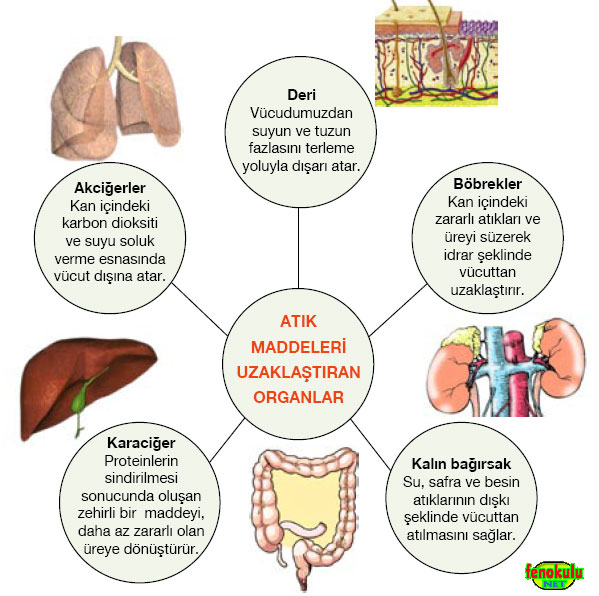 Deri
Vücudumuzdan
suyun ve tuzun
fazlasını terleme
yoluyla dışarı atar.
Akciğerler
Kan içindeki
karbon dioksiti
ve suyu soluk
verme esnasında
vücut dışına atar.
Böbrekler
Kan içindeki
zararlı atıkları ve
üreyi süzerek
idrar şeklinde
vücuttan
uzaklaştırır.
ATIK
MADDELERİ
UZAKLAŞTIRAN
ORGANLAR
Karaciğer
Proteinlerin
sindirilmesi
sonucunda oluşan
zehirli bir maddeyi,
daha az zararlı olan
üreye dönüştürür.
Kalın bağırsak
Su, safra ve besin
atıklarının dışkı
şeklinde vücuttan
atılmasını sağlar.
fenokulu
NET